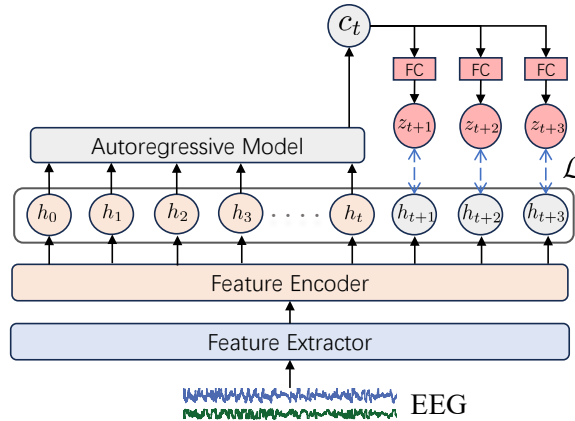 c_t
FC FC FC
z_{t+1} z_{t+2} z_{t+3}
Autoregressive Model
ℒ
h_0 h_1 h_2 h_3 · · · · h_t h_{t+1} h_{t+2} h_{t+3}
Feature Encoder
Feature Extractor
EEG